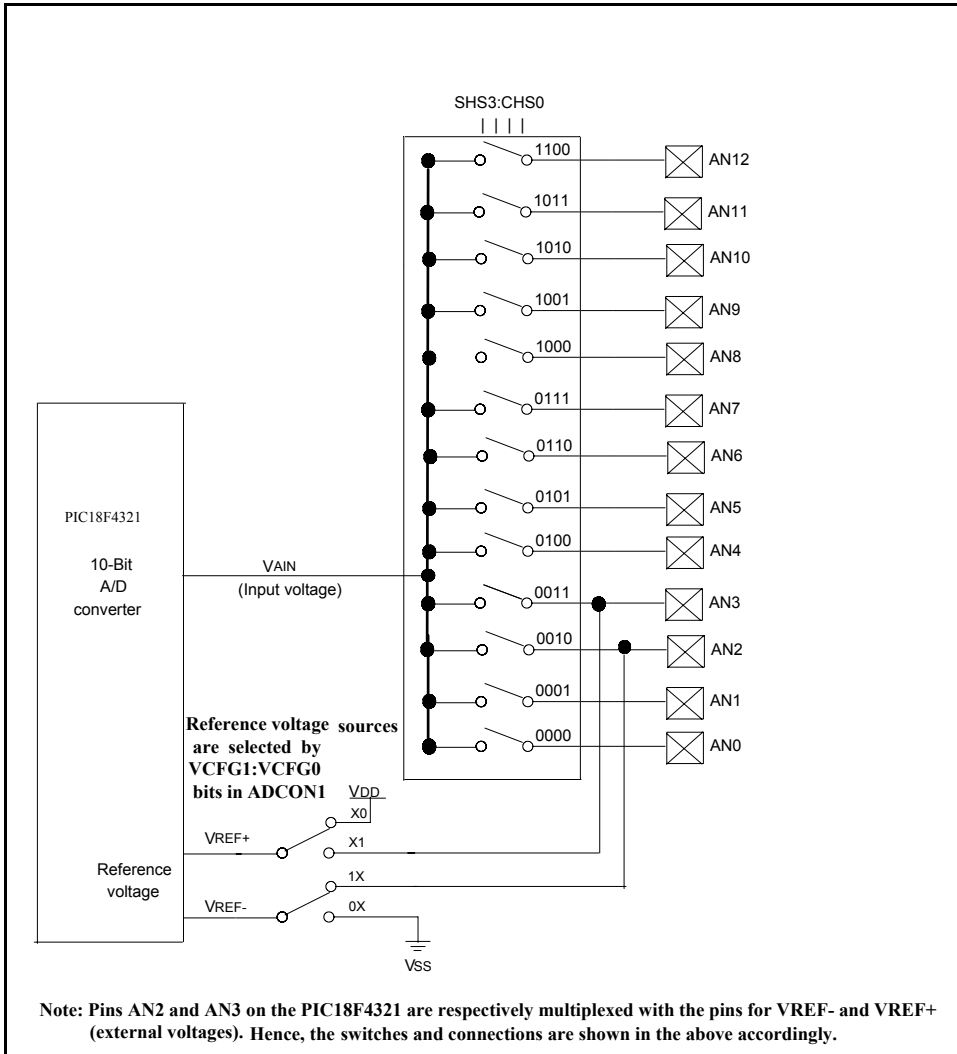 SHS3:CHS0
1100 AN12
1011 AN11
1010 AN10
1001 AN9
1000 AN8
0111 AN7
0110 AN6
0101 AN5
0100 AN4
0011 AN3
0010 AN2
0001 AN1
0000 AN0
PIC18F4321
10-Bit
A/D
converter
VAIN
(Input voltage)
Reference voltage sources
are selected by
VCFG1:VCFG0
bits in ADCON1
VDD
X0
VREF+
X1
Reference
voltage
1X
VREF-
0X
VSS
Note: Pins AN2 and AN3 on the PIC18F4321 are respectively multiplexed with the pins for VREF- and VREF+
(external voltages). Hence, the switches and connections are shown in the above accordingly.